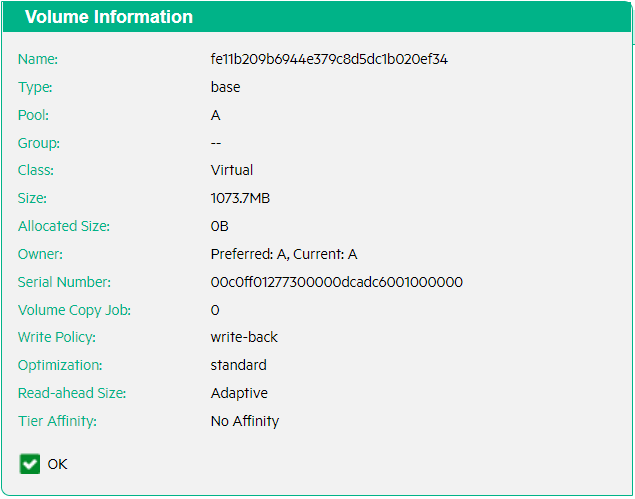 Volume Information
Name: fe11b209b6944e379c8d5dc1b020ef34
Type: base
Pool: A
Group: --
Class: Virtual
Size: 1073.7MB
Allocated Size: 0B
Owner: Preferred: A, Current: A
Serial Number: 00c0ff01277300000dcadc6001000000
Volume Copy Job: 0
Write Policy: write-back
Optimization: standard
Read-ahead Size: Adaptive
Tier Affinity: No Affinity
OK